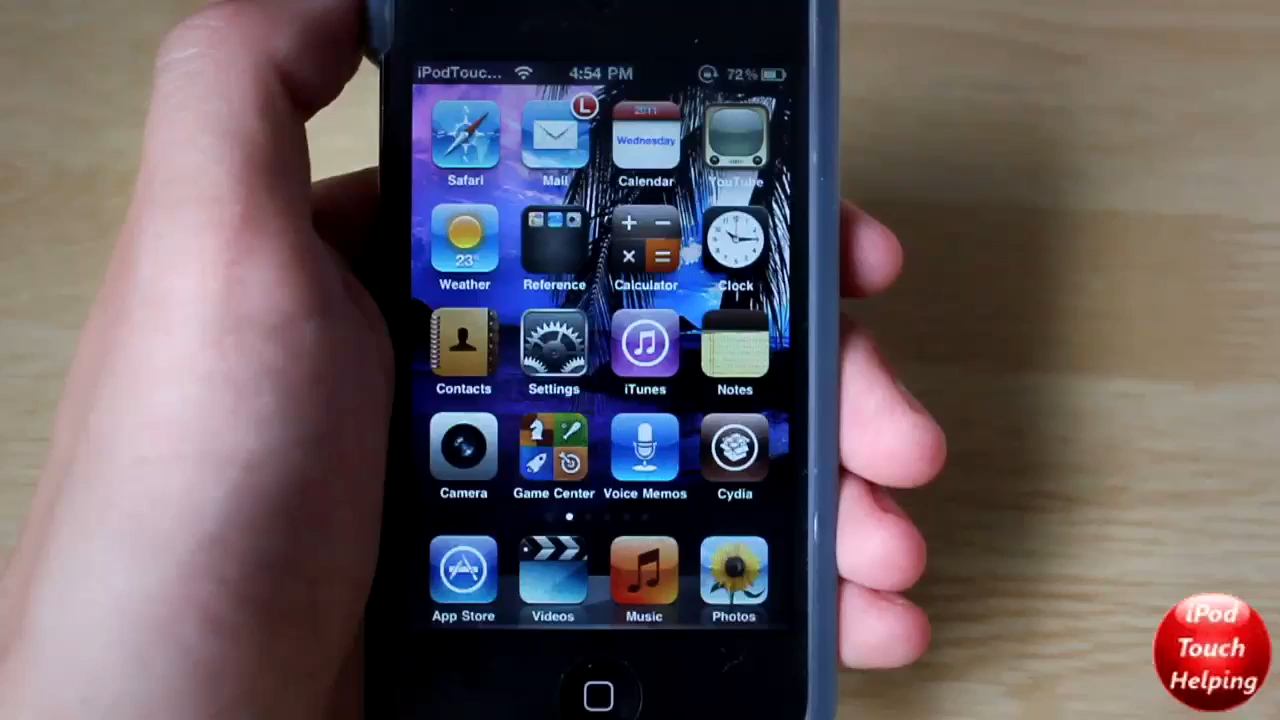 iPodTouc... 4:54 PM 72%
L
2011
Wednesday
Safari Mail Calendar YouTube
23°
Weather Reference Calculator Clock
Contacts Settings iTunes Notes
Camera Game Center Voice Memos Cydia
App Store Videos Music Photos
iPod
Touch
Helping